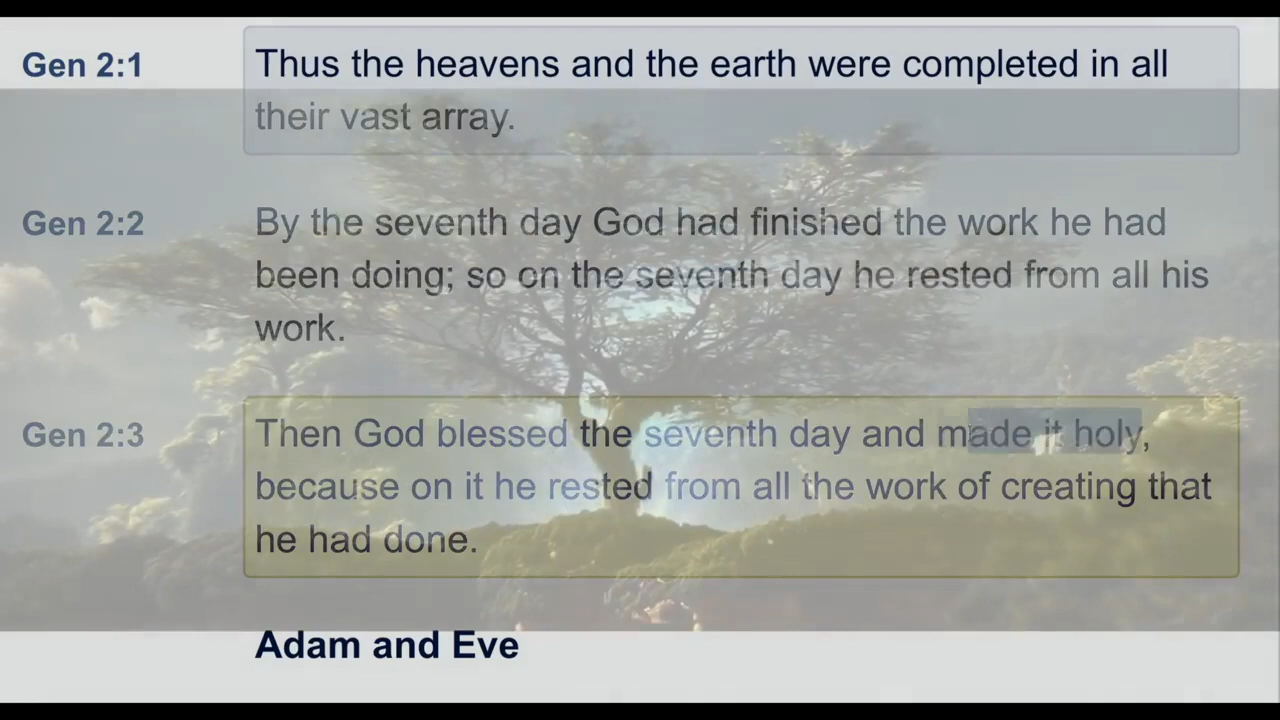 Gen 2:1 Thus the heavens and the earth were completed in all
their vast array.
Gen 2:2 By the seventh day God had finished the work he had
been doing; so on the seventh day he rested from all his
work.
Gen 2:3 Then God blessed the seventh day and made it holy,
because on it he rested from all the work of creating that
he had done.
Adam and Eve